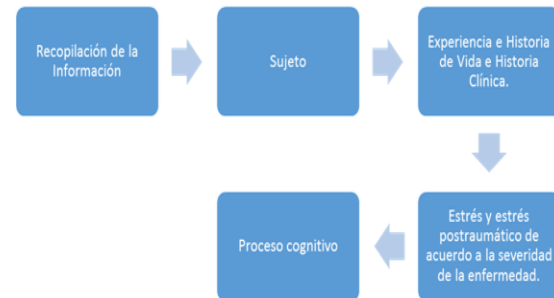 Recopilación de la
Información
Sujeto
Experiencia e Historia
de Vida e Historia
Clínica.
Estrés y estrés
postraumático de
acuerdo a la severidad
de la enfermedad.
Proceso cognitivo